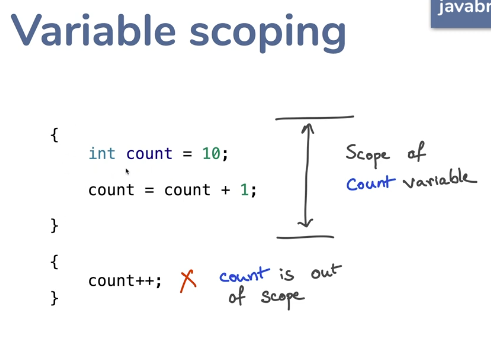 javabr
Variable scoping
{
int count = 10;
count = count + 1;
}
Scope of
Count variable
{
count++; X count is out
of scope
}